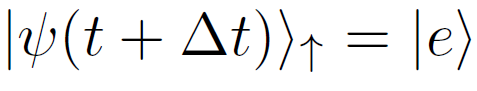 |ψ(t + Δt)⟩↑ = |e⟩